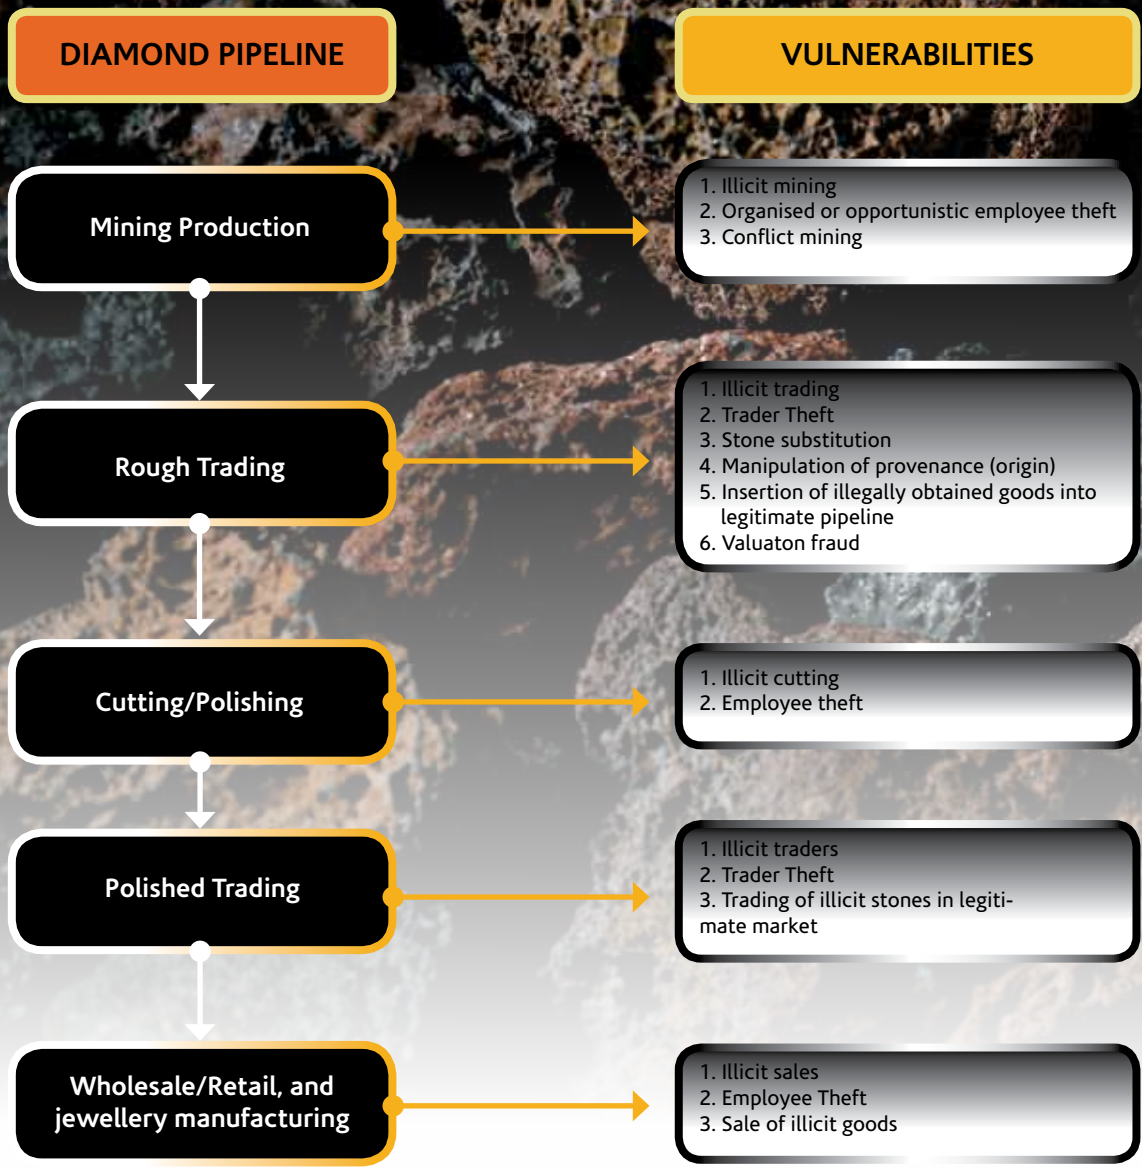 DIAMOND PIPELINE
VULNERABILITIES
Mining Production
1. Illicit mining
2. Organised or opportunistic employee theft
3. Conflict mining
Rough Trading
1. Illicit trading
2. Trader Theft
3. Stone substitution
4. Manipulation of provenance (origin)
5. Insertion of illegally obtained goods into
legitimate pipeline
6. Valuaton fraud
Cutting/Polishing
1. Illicit cutting
2. Employee theft
Polished Trading
1. Illicit traders
2. Trader Theft
3. Trading of illicit stones in legiti-
mate market
Wholesale/Retail, and
jewellery manufacturing
1. Illicit sales
2. Employee Theft
3. Sale of illicit goods